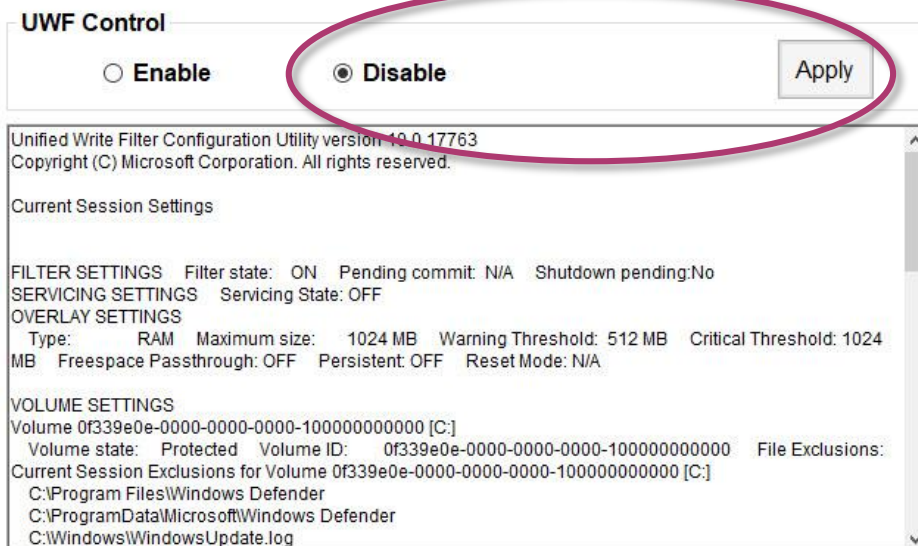 UWF Control
Enable Disable Apply
Unified Write Filter Configuration Utility version 10.0.17763
Copyright (C) Microsoft Corporation. All rights reserved.
Current Session Settings
FILTER SETTINGS Filter state: ON Pending commit: N/A Shutdown pending:No
SERVICING SETTINGS Servicing State: OFF
OVERLAY SETTINGS
Type: RAM Maximum size: 1024 MB Warning Threshold: 512 MB Critical Threshold: 1024
MB Freespace Passthrough: OFF Persistent: OFF Reset Mode: N/A
VOLUME SETTINGS
Volume 0f339e0e-0000-0000-0000-100000000000 [C:]
Volume state: Protected Volume ID: 0f339e0e-0000-0000-0000-100000000000 File Exclusions:
Current Session Exclusions for Volume 0f339e0e-0000-0000-0000-100000000000 [C:]
C:\Program Files\Windows Defender
C:\ProgramData\Microsoft\Windows Defender
C:\Windows\WindowsUpdate.log